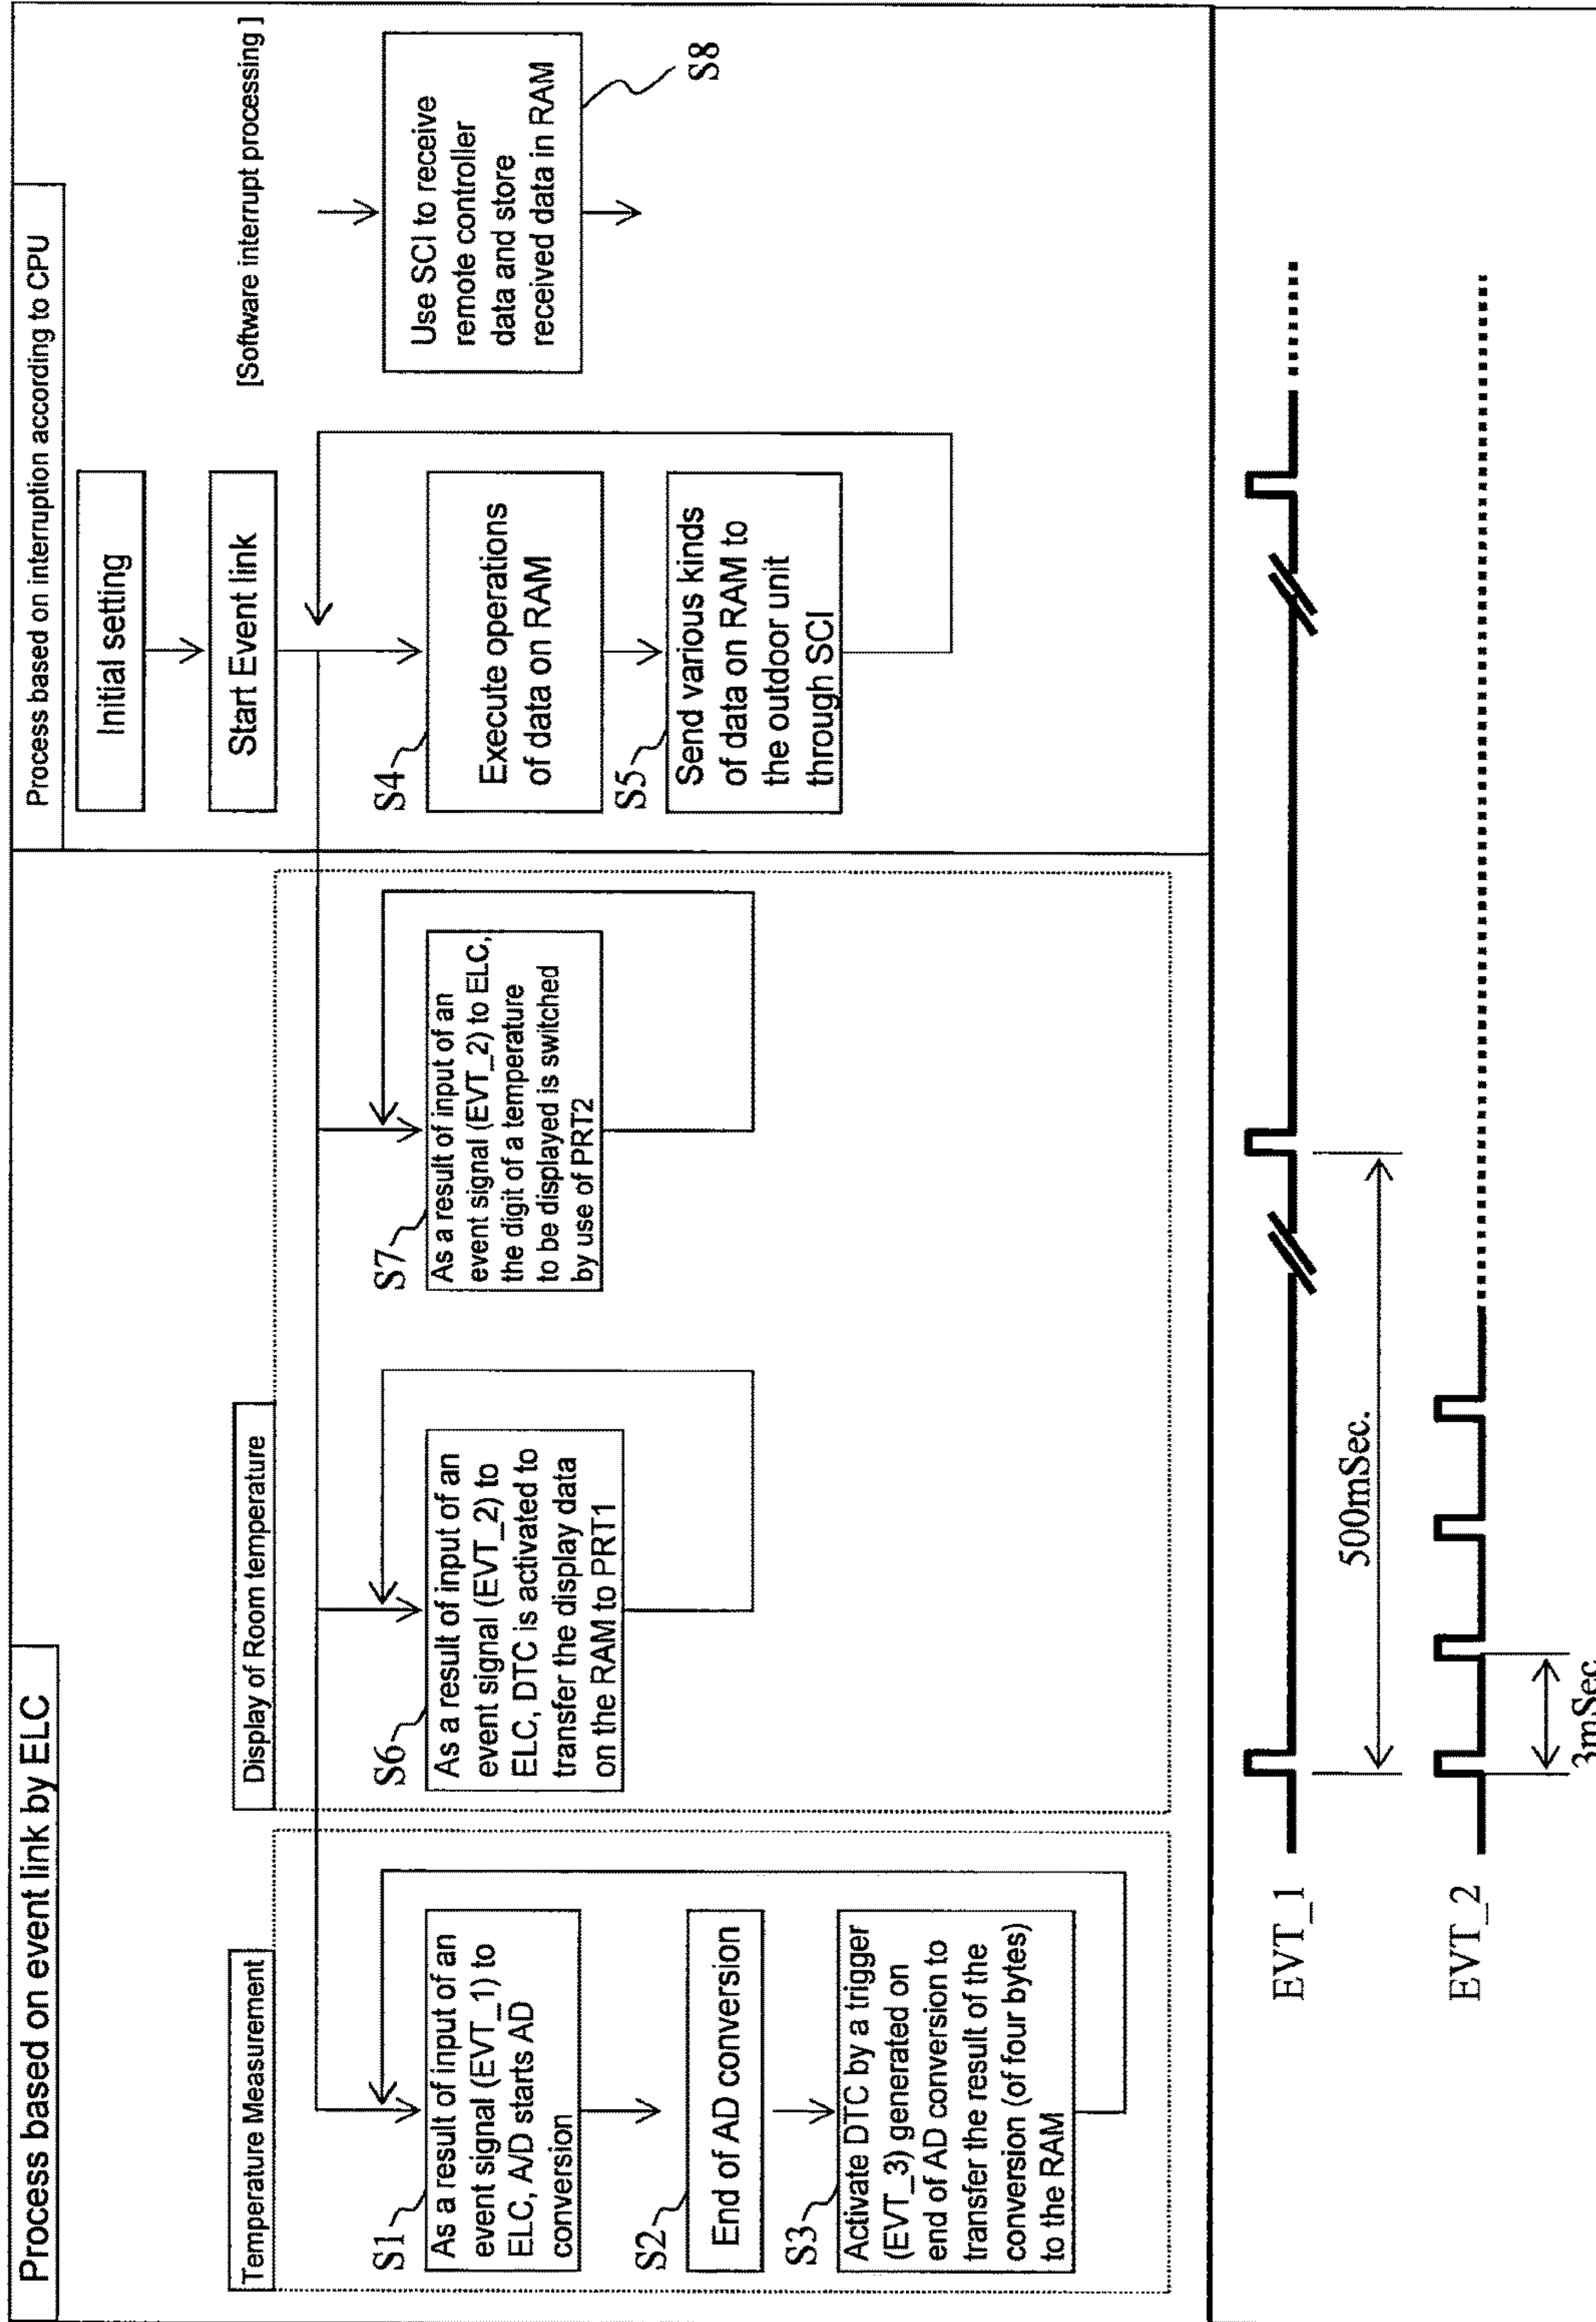 Process based on event link by ELC
Temperature Measurement
S1
As a result of input of an
event signal (EVT_1) to
ELC, A/D starts AD
conversion
S2
End of AD conversion
S3
Activate DTC by a trigger
(EVT_3) generated on
end of AD conversion to
transfer the result of the
conversion (of four bytes)
to the RAM
Display of Room temperature
S6
As a result of input of an
event signal (EVT_2) to
ELC, DTC is activated to
transfer the display data
on the RAM to PRT1
S7
As a result of input of an
event signal (EVT_2) to ELC,
the digit of a temperature
to be displayed is switched
by use of PRT2
Process based on interruption according to CPU
Initial setting
Start Event link
S4
Execute operations
of data on RAM
S5
Send various kinds
of data on RAM to
the outdoor unit
through SCI
[Software interrupt processing ]
Use SCI to receive
remote controller
data and store
received data in RAM
S8
EVT_1
500mSec.
EVT_2
3mSec